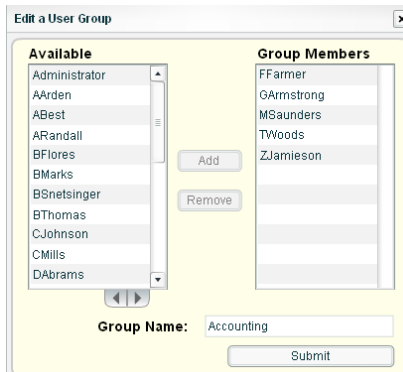 Edit a User Group
Available
Administrator
AArden
ABest
ARandall
BFlores
BMarks
BSnetsinger
BThomas
CJohnson
CMills
DAbrams
Add
Remove
Group Members
FFarmer
GArmstrong
MSaunders
TWoods
ZJamieson
Group Name: Accounting
Submit